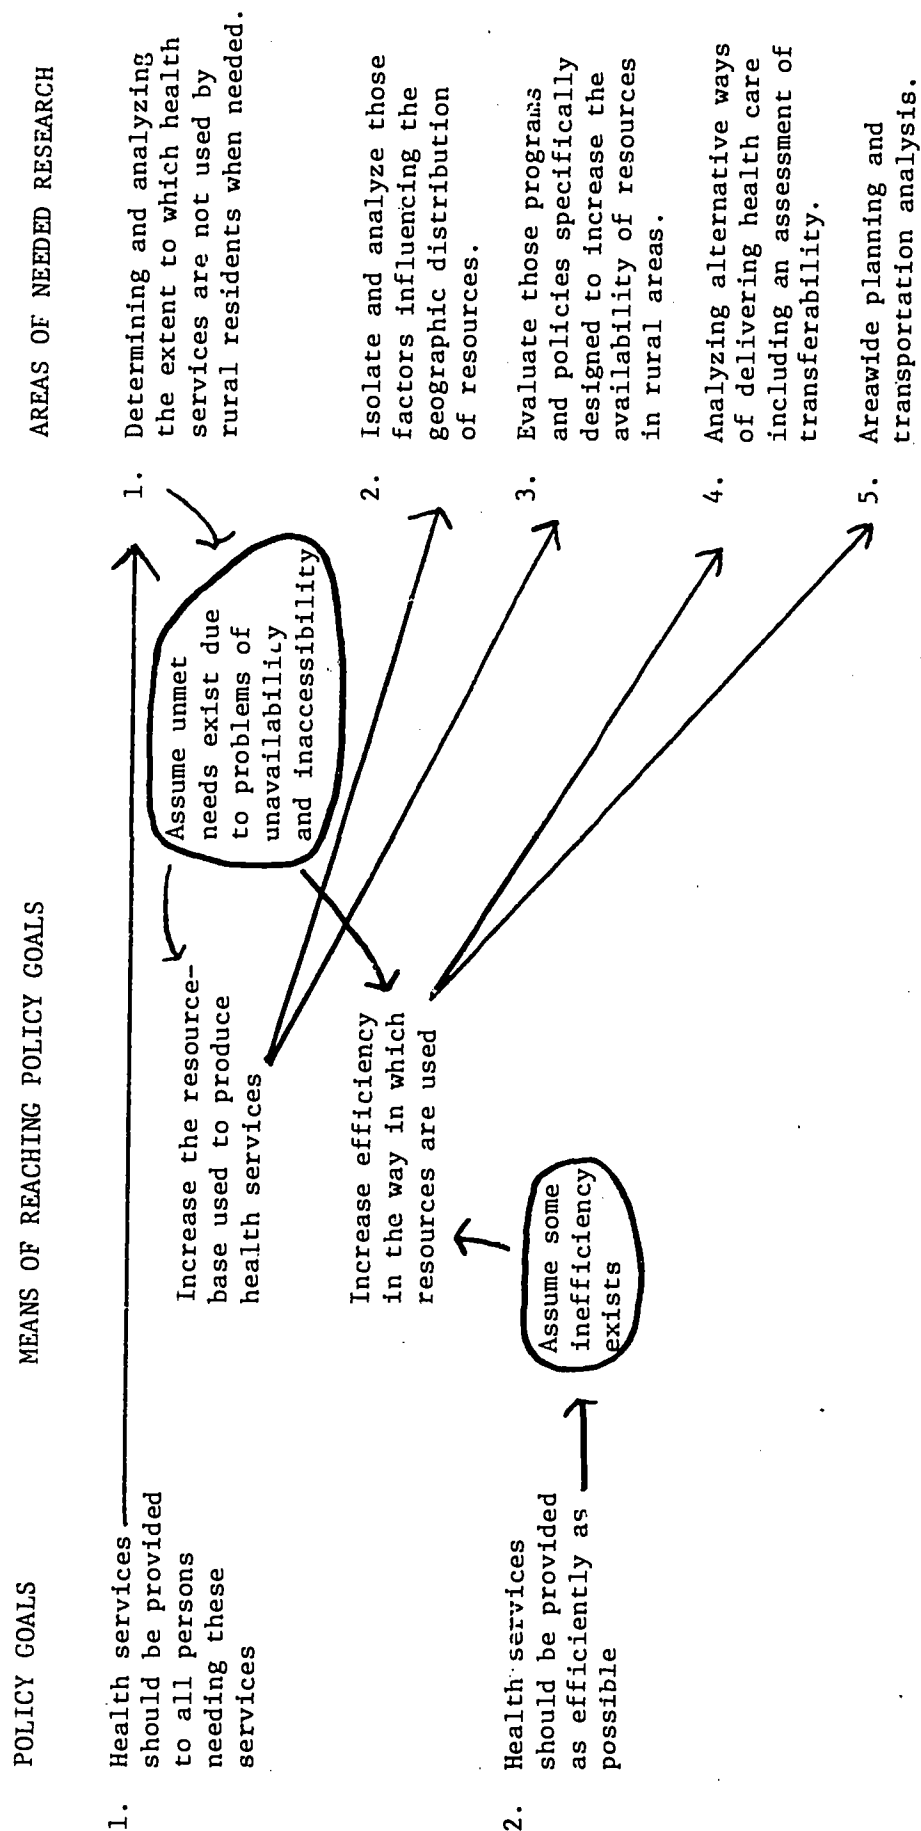 POLICY GOALS
MEANS OF REACHING POLICY GOALS
AREAS OF NEEDED RESEARCH
1. Health services
should be provided
to all persons
needing these
services
2. Health services
should be provided
as efficiently as
possible
Increase the resource-
base used to produce
health services
Increase efficiency
in the way in which
resources are used
Assume some
inefficiency
exists
Assume unmet
needs exist due
to problems of
unavailability
and inaccessibility
1. Determining and analyzing
the extent to which health
services are not used by
rural residents when needed.
2. Isolate and analyze those
factors influencing the
geographic distribution
of resources.
3. Evaluate those programs
and policies specifically
designed to increase the
availability of resources
in rural areas.
4. Analyzing alternative ways
of delivering health care
including an assessment of
transferability.
5. Areawide planning and
transportation analysis.